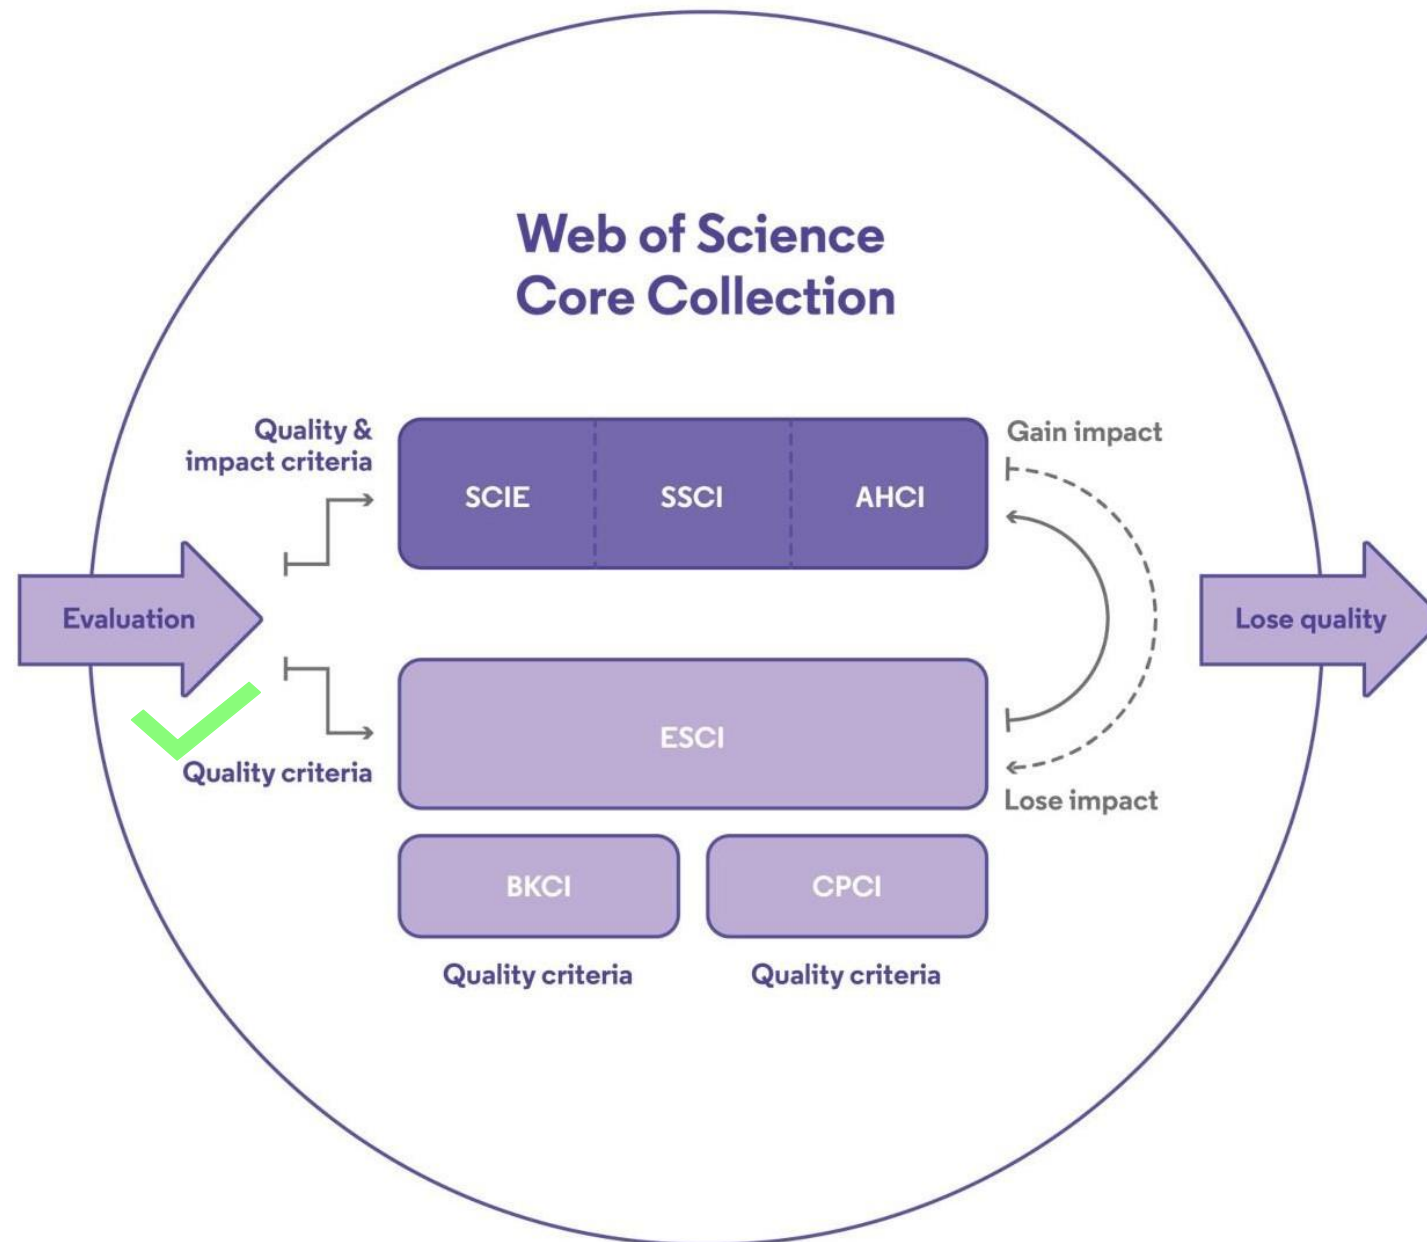 Web of Science
Core Collection
Quality &
impact criteria
SCIE
SSCI
AHCI
Gain impact
Evaluation
Lose quality
Quality criteria
ESCI
Lose impact
BKCI
CPCI
Quality criteria
Quality criteria